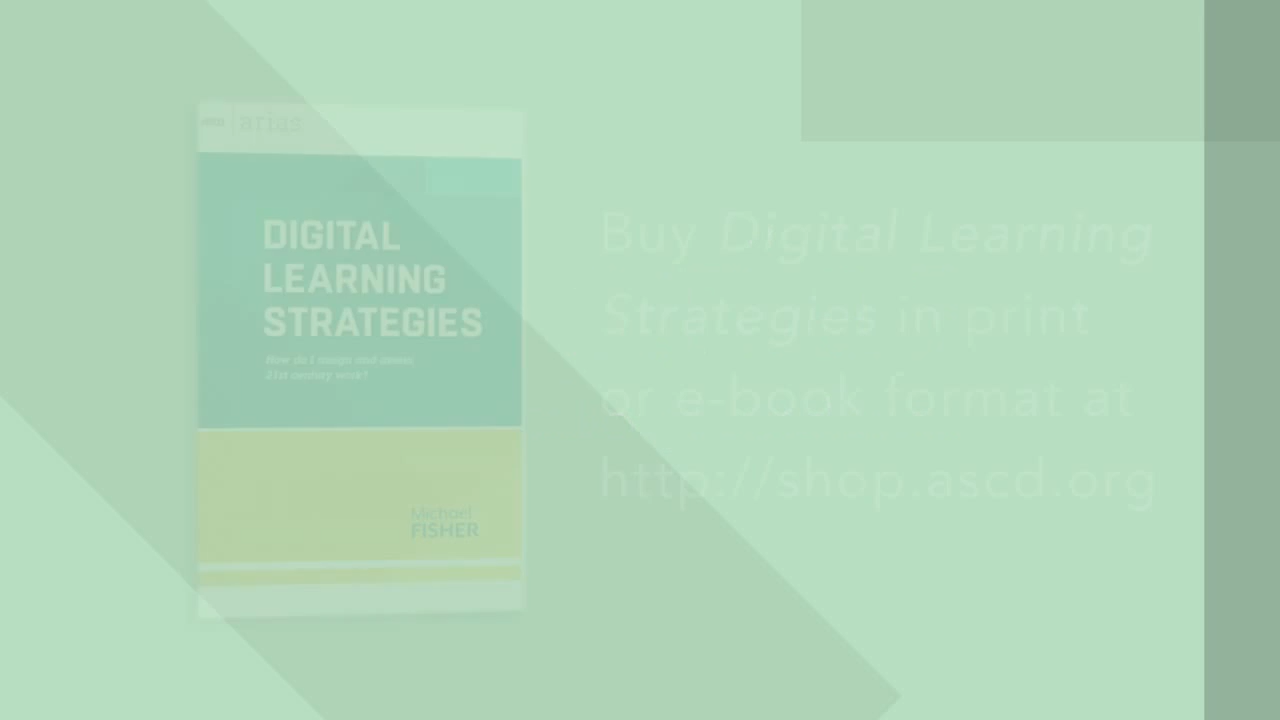 ascd | arias
DIGITAL
LEARNING
STRATEGIES
How do I assign and assess
21st century work?
Michael
FISHER
Buy Digital Learning
Strategies in print
or e-book format at
http://shop.ascd.org